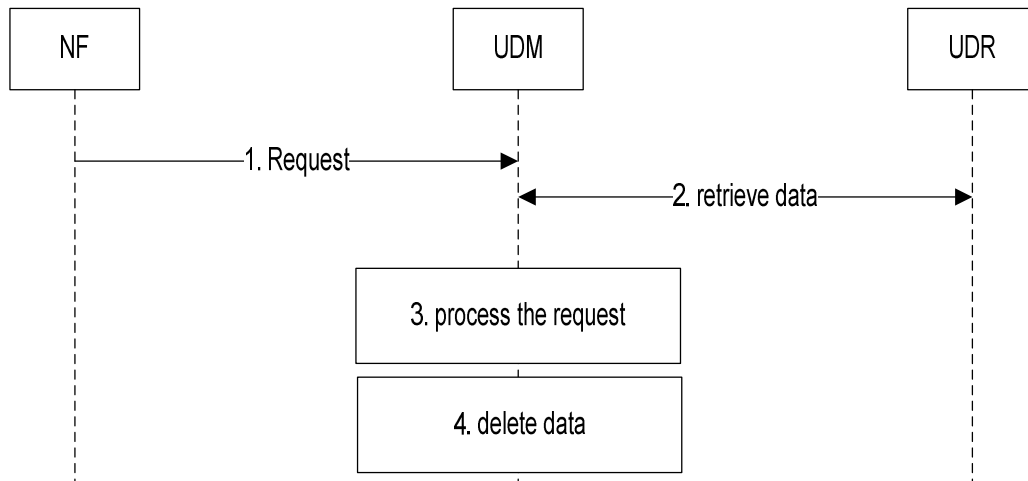 NF
UDM
UDR
1. Request
2. retrieve data
3. process the request
4. delete data